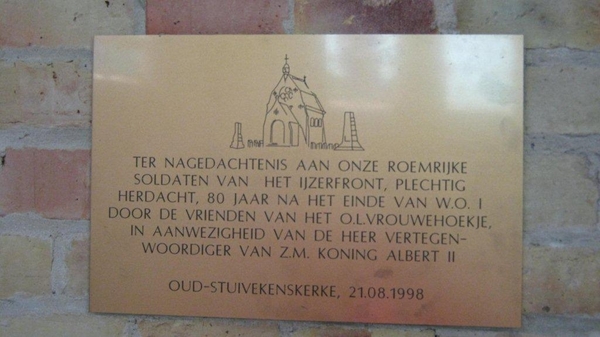 TER NAGEDACHTENIS AAN ONZE ROEMRIJKE
SOLDATEN VAN HET IJZERFRONT, PLECHTIG
HERDACHT, 80 JAAR NA HET EINDE VAN W.O. I
DOOR DE VRIENDEN VAN HET O.L.VROUWEHOEKJE,
IN AANWEZIGHEID VAN DE HEER VERTEGEN-
WOORDIGER VAN Z.M. KONING ALBERT II
OUD-STUIVEKENSKERKE, 21.08.1998